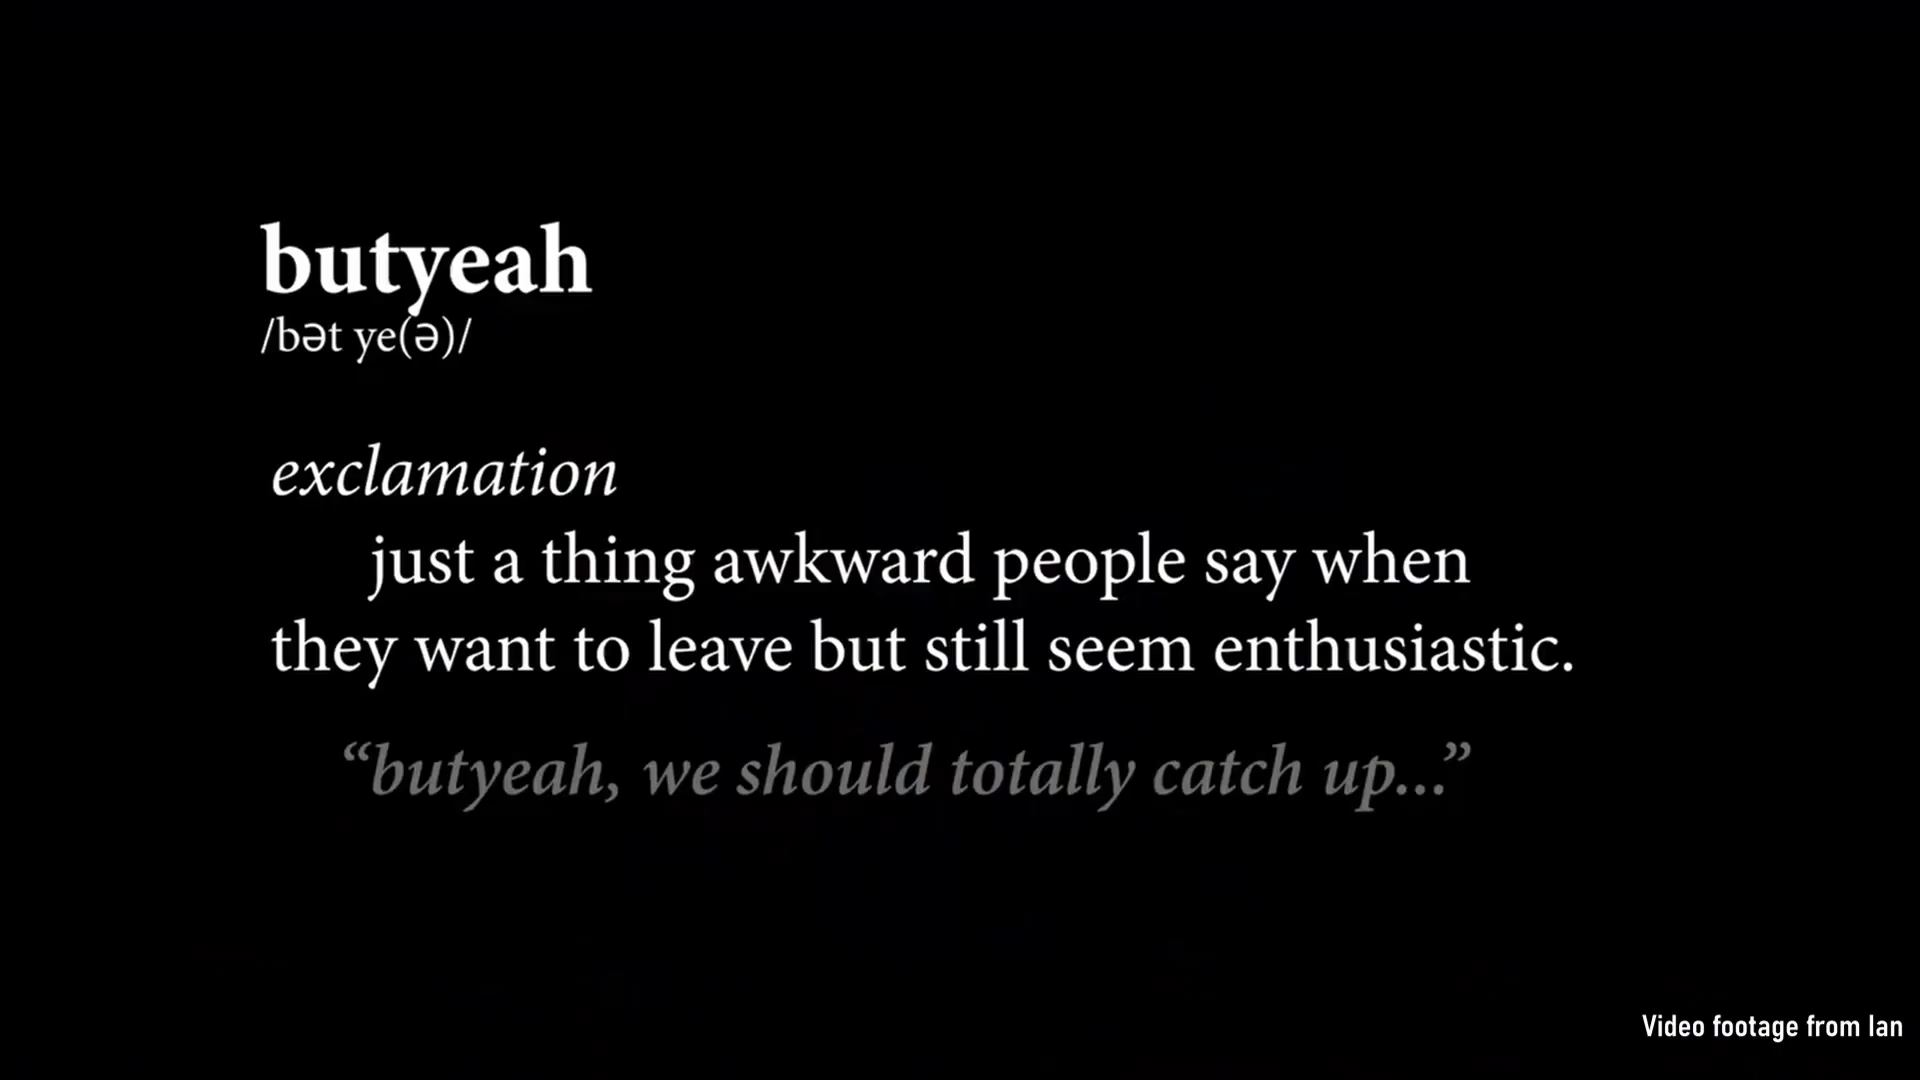 butyeah
/bət ye(ə)/
exclamation
just a thing awkward people say when
they want to leave but still seem enthusiastic.
“butyeah, we should totally catch up...”
Video footage from Ian